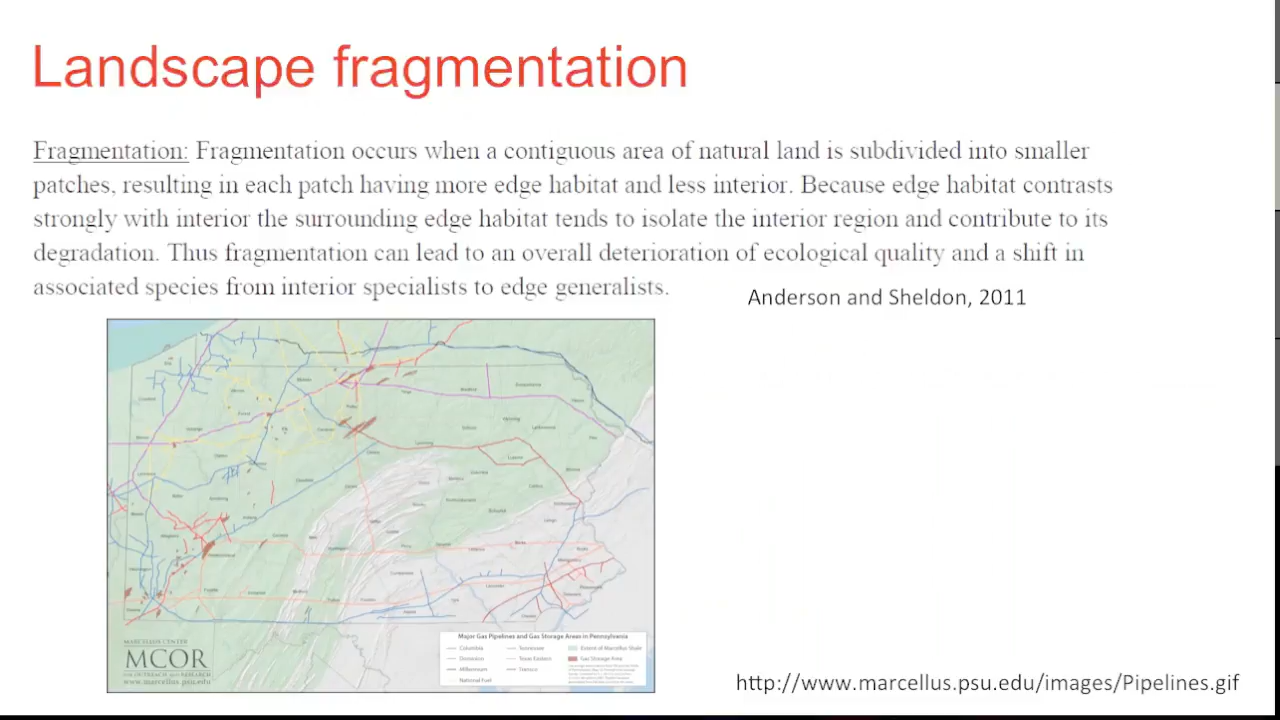 Landscape fragmentation
Fragmentation: Fragmentation occurs when a contiguous area of natural land is subdivided into smaller
patches, resulting in each patch having more edge habitat and less interior. Because edge habitat contrasts
strongly with interior the surrounding edge habitat tends to isolate the interior region and contribute to its
degradation. Thus fragmentation can lead to an overall deterioration of ecological quality and a shift in
associated species from interior specialists to edge generalists.
Anderson and Sheldon, 2011
MARCELLUS CENTER
MCOR
FOR OUTREACH AND RESEARCH
www.marcellus.psu.edu
Major Gas Pipelines and Gas Storage Areas in Pennsylvania
Columbia
Tennessee
Extent of Marcellus Shale
Dominion
Texas Eastern
Gas Storage Area
Millennium
Transco
National Fuel
http://www.marcellus.psu.edu/images/Pipelines.gif